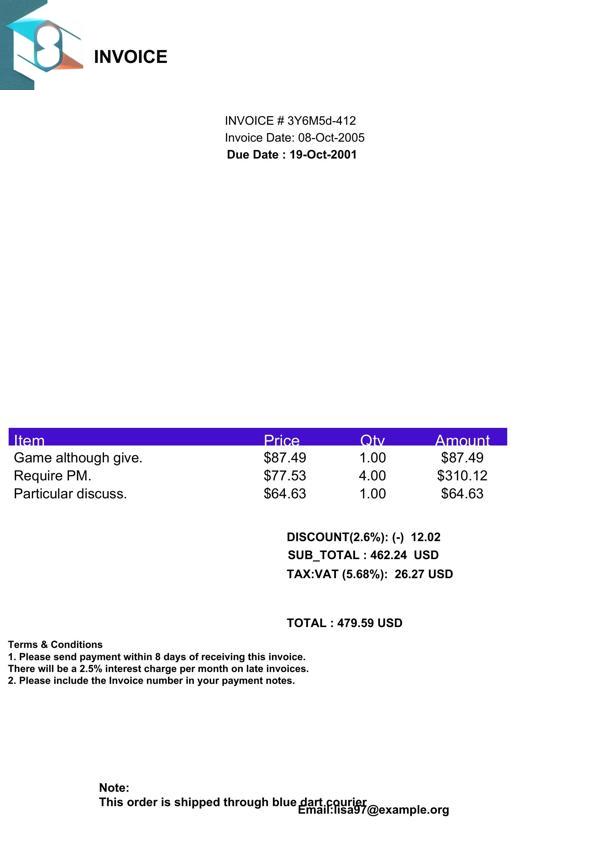 INVOICE
INVOICE # 3Y6M5d-412
Invoice Date: 08-Oct-2005
Due Date : 19-Oct-2001
Item Price Qty Amount
Game although give. $87.49 1.00 $87.49
Require PM. $77.53 4.00 $310.12
Particular discuss. $64.63 1.00 $64.63
DISCOUNT(2.6%): (-) 12.02
SUB_TOTAL : 462.24 USD
TAX:VAT (5.68%): 26.27 USD
TOTAL : 479.59 USD
Terms & Conditions
1. Please send payment within 8 days of receiving this invoice.
There will be a 2.5% interest charge per month on late invoices.
2. Please include the Invoice number in your payment notes.
Note:
This order is shipped through blue dart courier
Email:lisa97@example.org